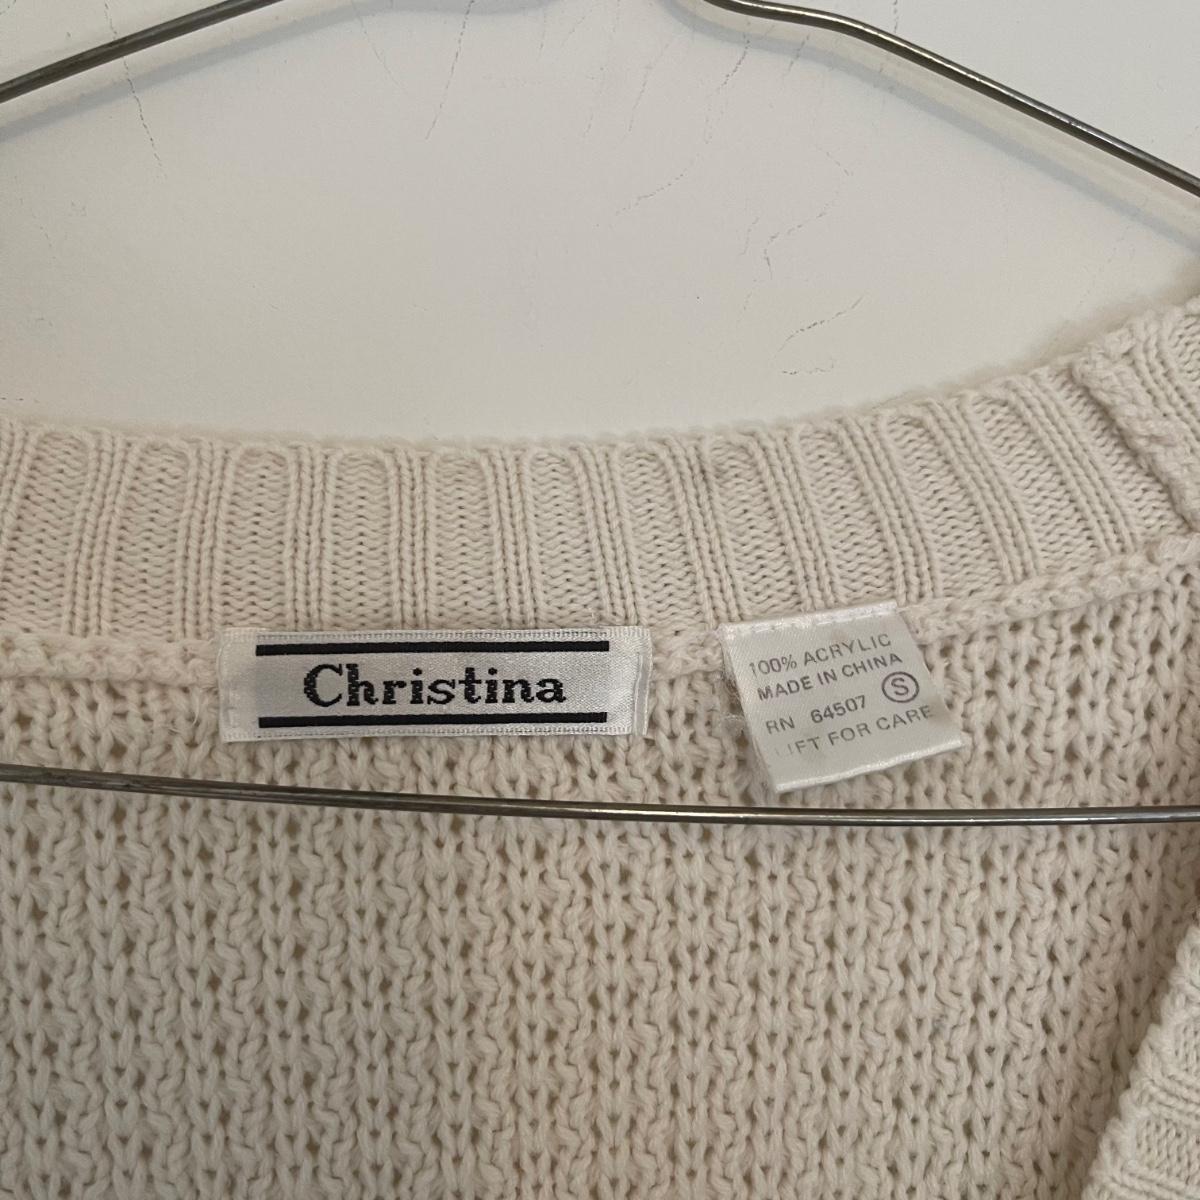 Christina
100% ACRYLIC
MADE IN CHINA
RN 64507 S
LIFT FOR CARE